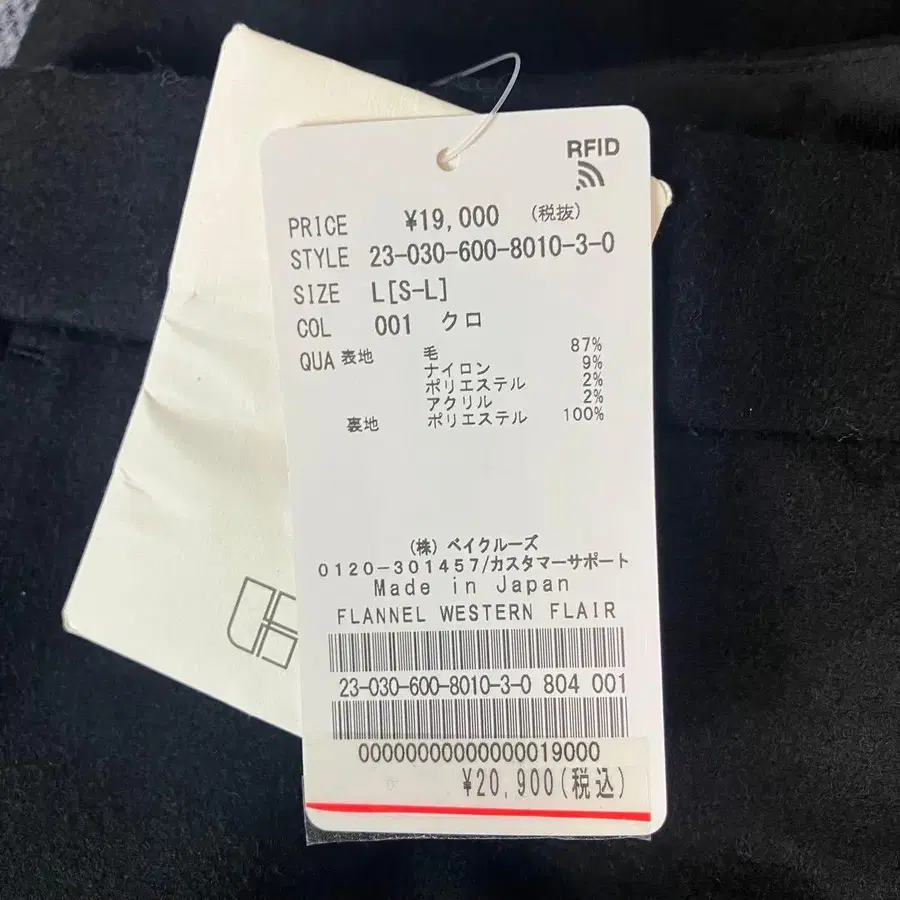 RFID
PRICE ¥19,000 (税抜)
STYLE 23-030-600-8010-3-0
SIZE L[S-L]
COL 001 クロ
QUA 表地 毛 87%
ナイロン 9%
ポリエステル 2%
アクリル 2%
裏地 ポリエステル 100%
(株) ベイクルーズ
0120-301457/カスタマーサポート
Made in Japan
FLANNEL WESTERN FLAIR
23-030-600-8010-3-0 804 001
00000000000000019000
¥20,900(税込)